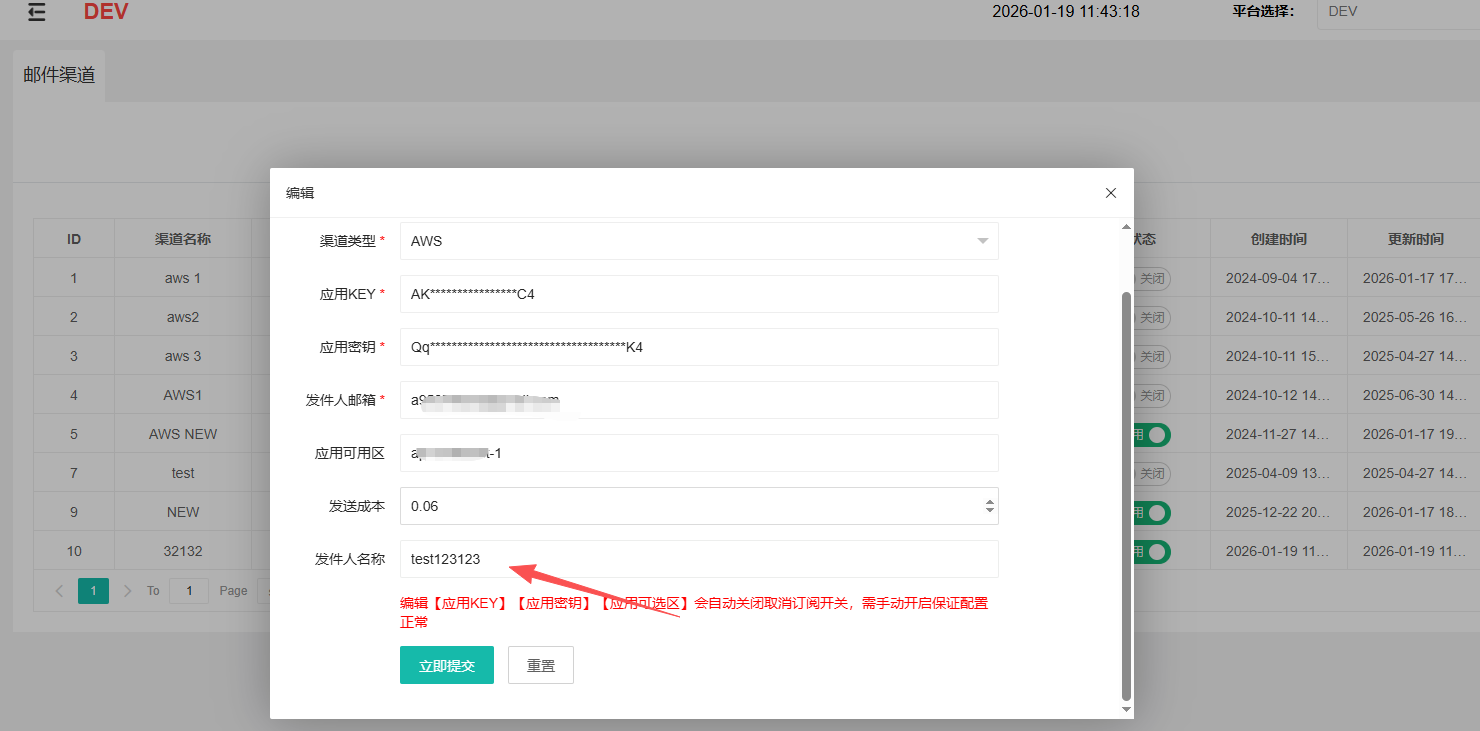 DEV
2026-01-19 11:43:18
平台选择：
DEV
邮件渠道
编辑
渠道类型 *
AWS
应用KEY *
AK****************C4
应用密钥 *
Qq************************************K4
发件人邮箱 *
应用可用区
发送成本
0.06
发件人名称
test123123
编辑【应用KEY】【应用密钥】【应用可选区】会自动关闭取消订阅开关，需手动开启保证配置
正常
立即提交
重置
ID 渠道名称 创建时间 更新时间
1 aws 1 关闭 2024-09-04 17... 2026-01-17 17...
2 aws2 关闭 2024-10-11 14... 2025-05-26 16...
3 aws 3 关闭 2024-10-11 15... 2025-04-27 14...
4 AWS1 关闭 2024-10-12 14... 2025-06-30 14...
5 AWS NEW 用 2024-11-27 14... 2026-01-17 19...
7 test 关闭 2025-04-09 13... 2025-04-27 14...
9 NEW 用 2025-12-22 20... 2026-01-17 18...
10 32132 用 2026-01-19 11... 2026-01-19 11...
1 To 1 Page